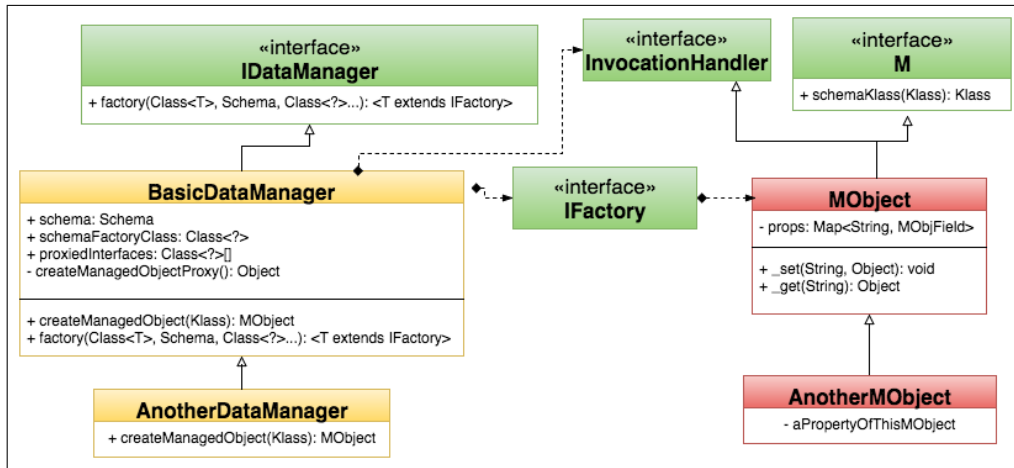 «interface»
IDataManager
+ factory(Class<T>, Schema, Class<?>...): <T extends IFactory>
«interface»
InvocationHandler
«interface»
M
+ schemaKlass(Klass): Klass
BasicDataManager
+ schema: Schema
+ schemaFactoryClass: Class<?>
+ proxiedInterfaces: Class<?>[]
- createManagedObjectProxy(): Object
+ createManagedObject(Klass): MObject
+ factory(Class<T>, Schema, Class<?>...): <T extends IFactory>
«interface»
IFactory
MObject
- props: Map<String, MObjField>
+ _set(String, Object): void
+ _get(String): Object
AnotherDataManager
+ createManagedObject(Klass): MObject
AnotherMObject
- aPropertyOfThisMObject